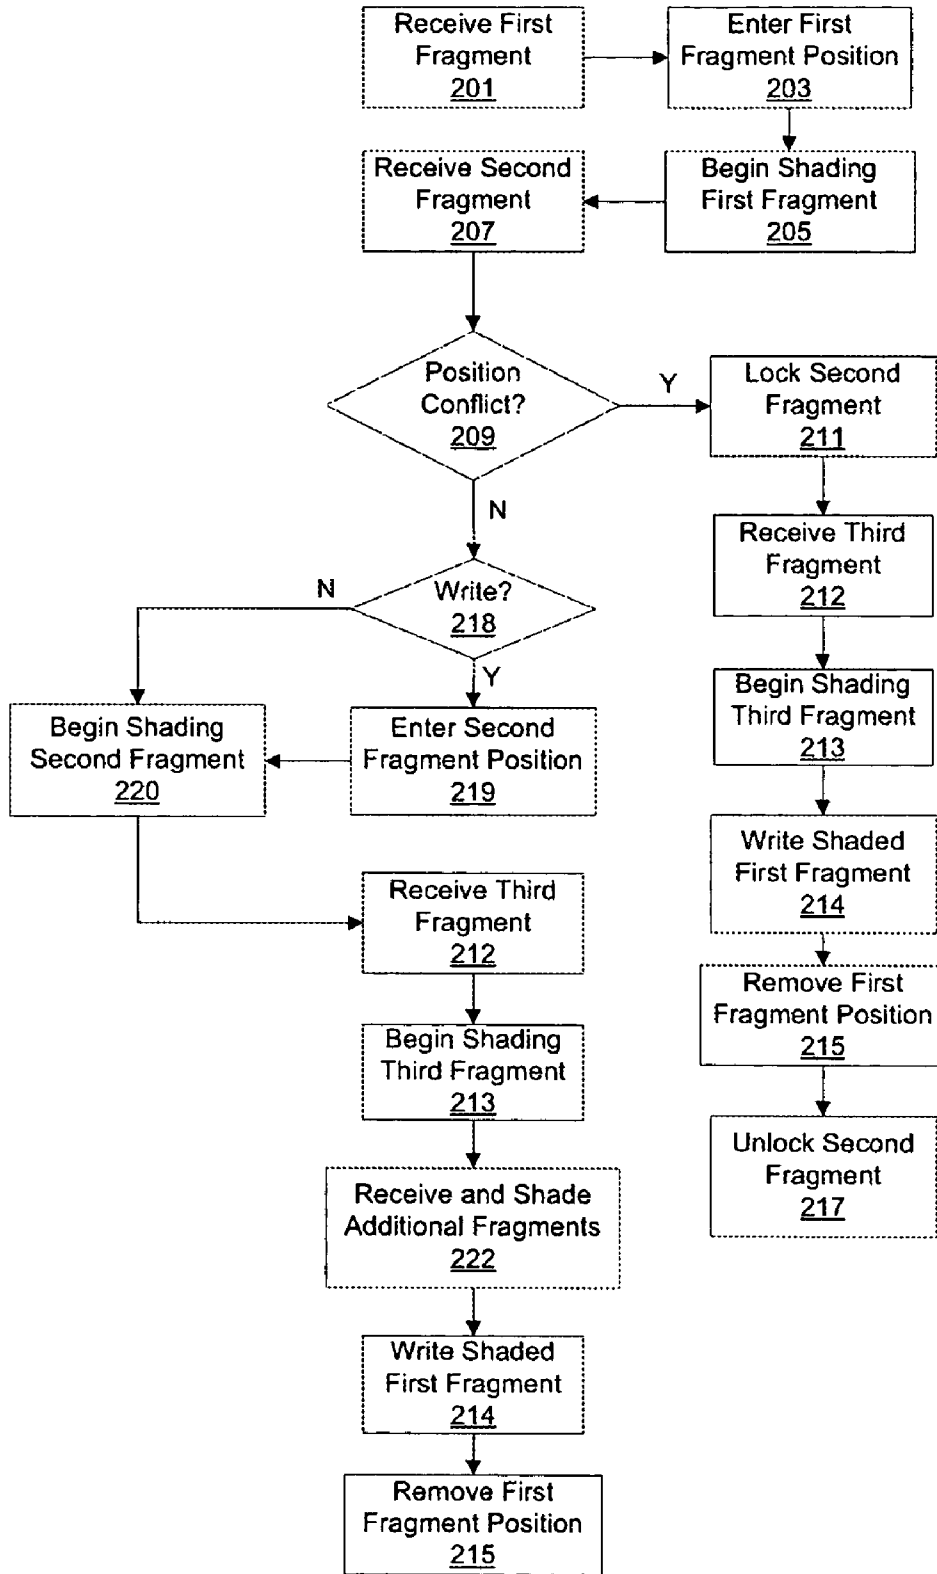 Receive First
Fragment
201
Enter First
Fragment Position
203
Receive Second
Fragment
207
Begin Shading
First Fragment
205
Position
Conflict?
209
Y
Lock Second
Fragment
211
N
Receive Third
Fragment
212
Write?
218
N
Y
Begin Shading
Third Fragment
213
Begin Shading
Second Fragment
220
Enter Second
Fragment Position
219
Write Shaded
First Fragment
214
Receive Third
Fragment
212
Remove First
Fragment Position
215
Begin Shading
Third Fragment
213
Unlock Second
Fragment
217
Receive and Shade
Additional Fragments
222
Write Shaded
First Fragment
214
Remove First
Fragment Position
215